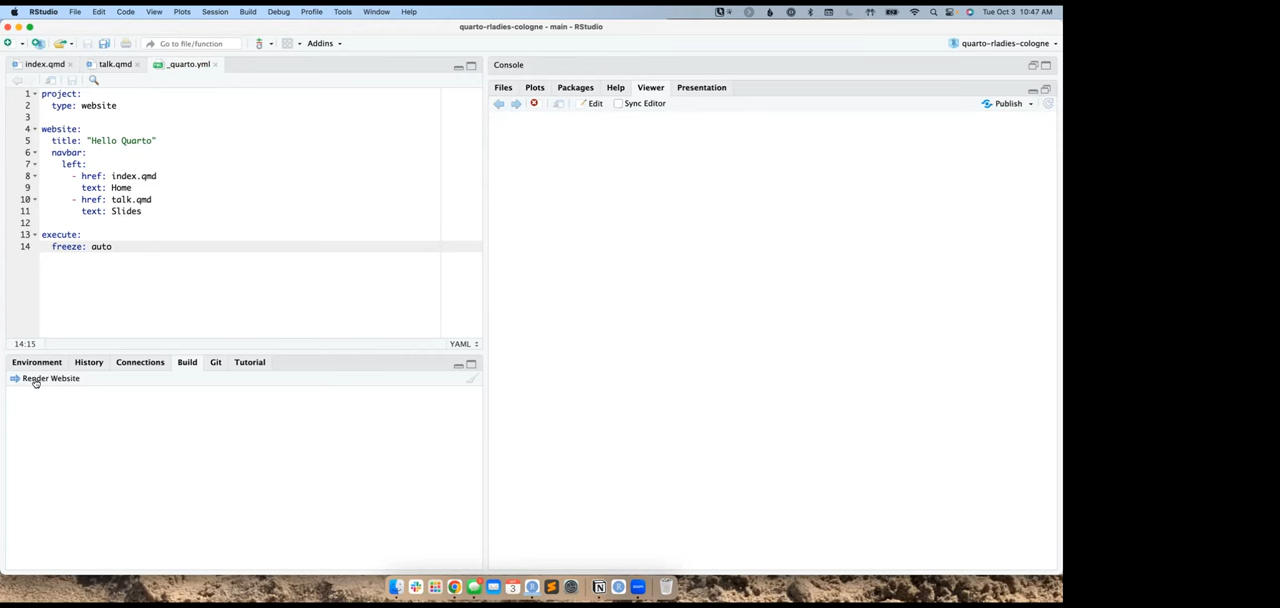 RStudio File Edit Code View Plots Session Build Debug Profile Tools Window Help Tue Oct 3 10:47 AM
quarto-rladies-cologne - main - RStudio
Go to file/function Addins quarto-rladies-cologne
index.qmd talk.qmd _quarto.yml
1 project:
2 type: website
3
4 website:
5 title: "Hello Quarto"
6 navbar:
7 left:
8 - href: index.qmd
9 text: Home
10 - href: talk.qmd
11 text: Slides
12
13 execute:
14 freeze: auto
14:15 YAML
Environment History Connections Build Git Tutorial
Render Website
Console
Files Plots Packages Help Viewer Presentation
Edit Sync Editor Publish